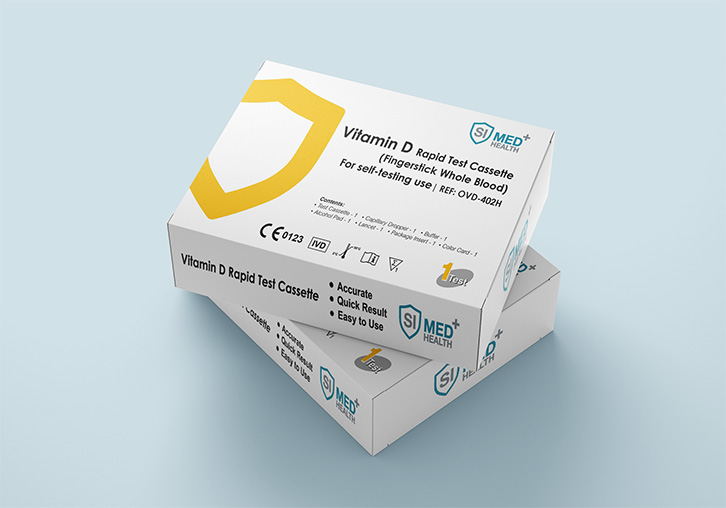 SI MED+
HEALTH
Vitamin D Rapid Test Cassette
(Fingerstick Whole Blood)
For self-testing use | REF: OVD-402H
Contents:
• Test Cassette - 1 • Capillary Dropper - 1 • Buffer - 1
• Alcohol Pad - 1 • Lancet - 1 • Package Insert - 1 • Color Card - 1
CE 0123 IVD
1 Test
Vitamin D Rapid Test Cassette
• Accurate
• Quick Result
• Easy to Use
SI MED+
HEALTH
Cassette
• Accurate
• Quick Result
• Easy to Use
SI MED+
HEALTH
1 Test
SI
HEALTH